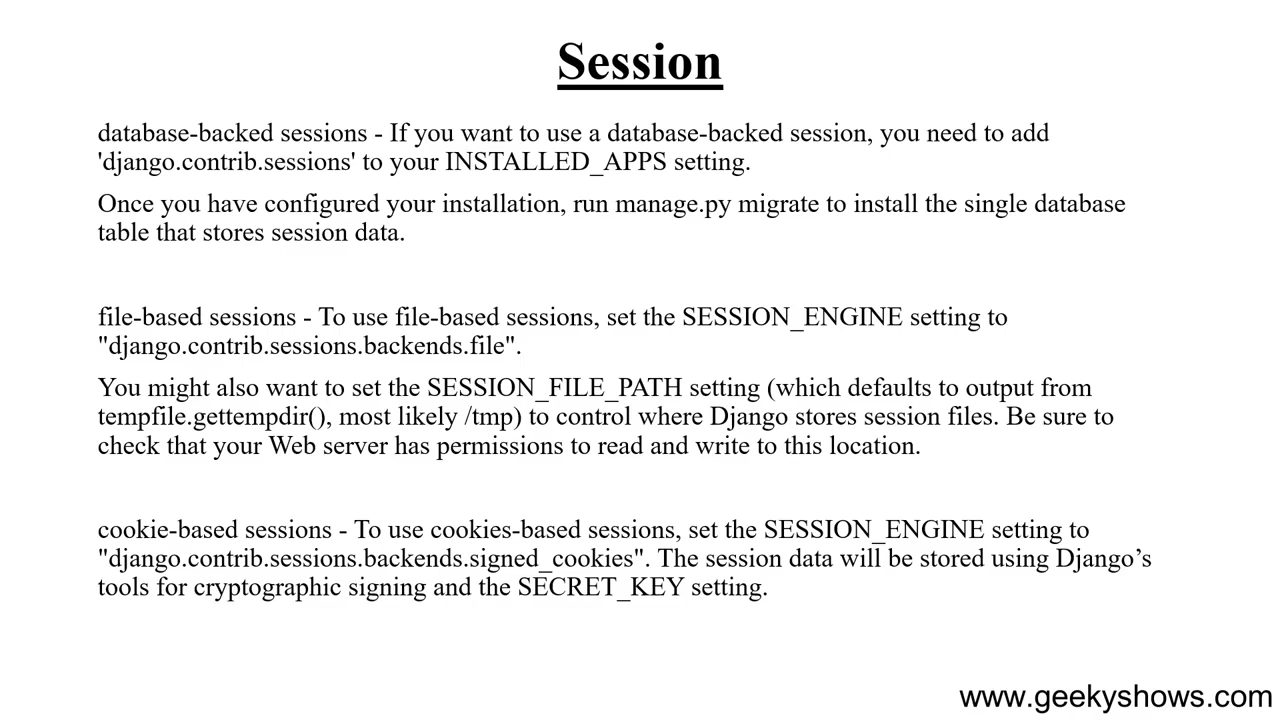 Session
database-backed sessions - If you want to use a database-backed session, you need to add
'django.contrib.sessions' to your INSTALLED_APPS setting.
Once you have configured your installation, run manage.py migrate to install the single database
table that stores session data.
file-based sessions - To use file-based sessions, set the SESSION_ENGINE setting to
"django.contrib.sessions.backends.file".
You might also want to set the SESSION_FILE_PATH setting (which defaults to output from
tempfile.gettempdir(), most likely /tmp) to control where Django stores session files. Be sure to
check that your Web server has permissions to read and write to this location.
cookie-based sessions - To use cookies-based sessions, set the SESSION_ENGINE setting to
"django.contrib.sessions.backends.signed_cookies". The session data will be stored using Django’s
tools for cryptographic signing and the SECRET_KEY setting.
www.geekyshows.com